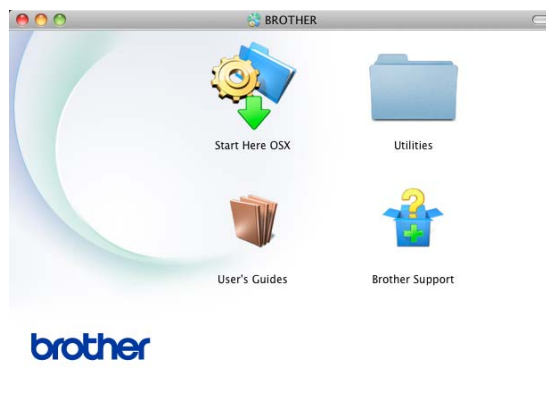 BROTHER
Start Here OSX
Utilities
User's Guides
Brother Support
brother